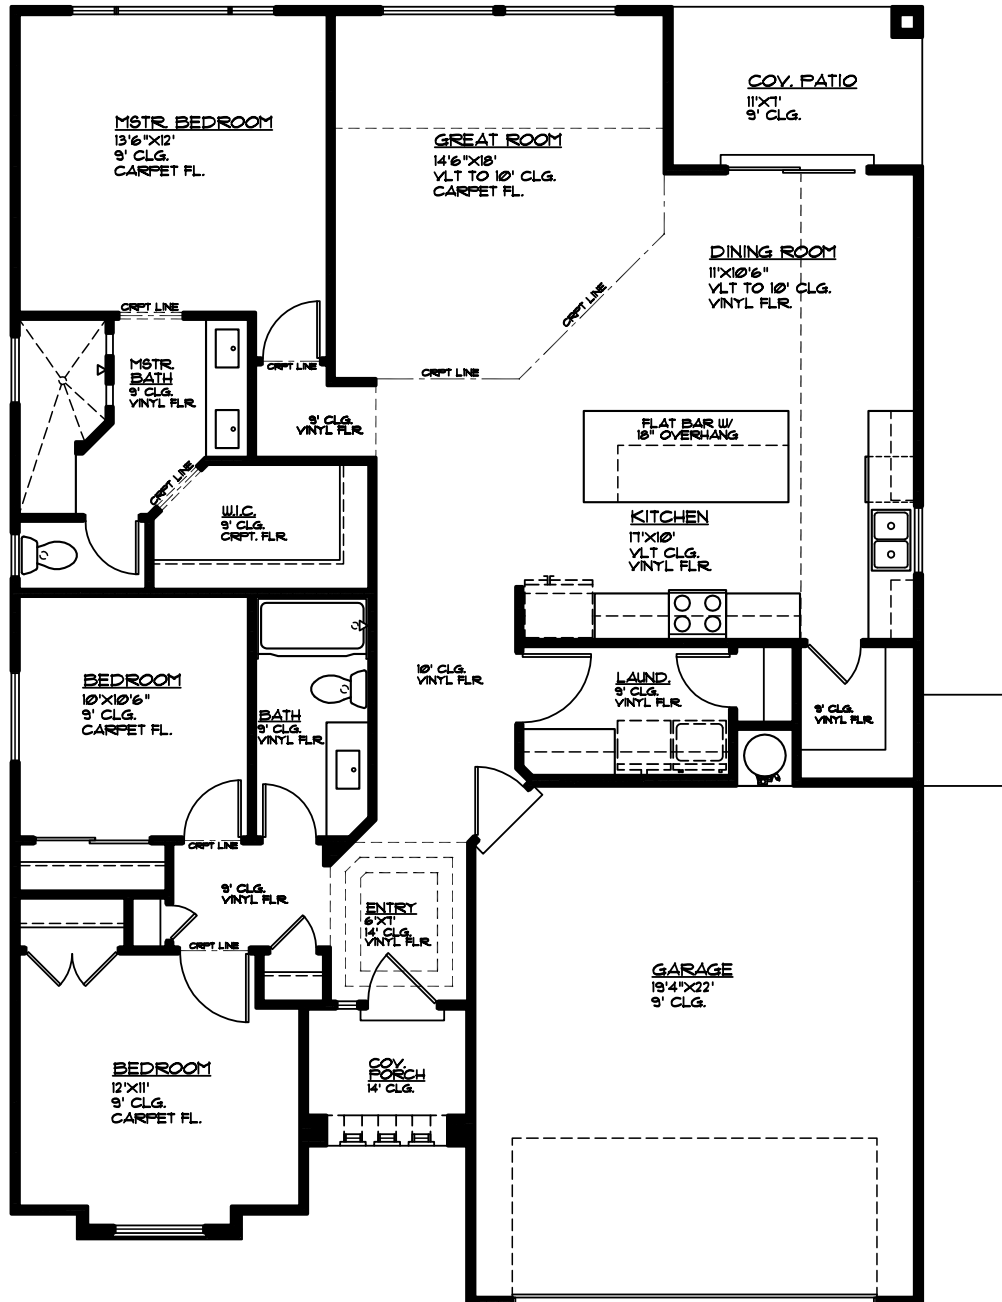 COV. PATIO
11'X7'
9' CLG.
MSTR. BEDROOM
13'6"X12'
9' CLG.
CARPET FL.
GREAT ROOM
14'6"X18'
VLT TO 10' CLG.
CARPET FL.
DINING ROOM
11'X10'6"
VLT TO 10' CLG.
VINYL FLR.
CRPT LINE
CRPT LINE
CRPT LINE
CRPT LINE
MSTR.
BATH
9' CLG.
VINYL FLR.
9' CLG.
VINYL FLR.
FLAT BAR W/
18" OVERHANG
CRPT LINE
W.I.C.
9' CLG.
CRPT. FLR.
KITCHEN
17'X10'
VLT CLG.
VINYL FLR.
BEDROOM
10'X10'6"
9' CLG.
CARPET FL.
BATH
9' CLG.
VINYL FLR.
10' CLG.
VINYL FLR.
LAUND.
9' CLG.
VINYL FLR.
9' CLG.
VINYL FLR.
CRPT LINE
9' CLG.
VINYL FLR.
ENTRY
6'X7'
14' CLG.
VINYL FLR.
CRPT LINE
GARAGE
19'4"X22'
9' CLG.
BEDROOM
12'X11'
9' CLG.
CARPET FL.
COV.
PORCH
14' CLG.